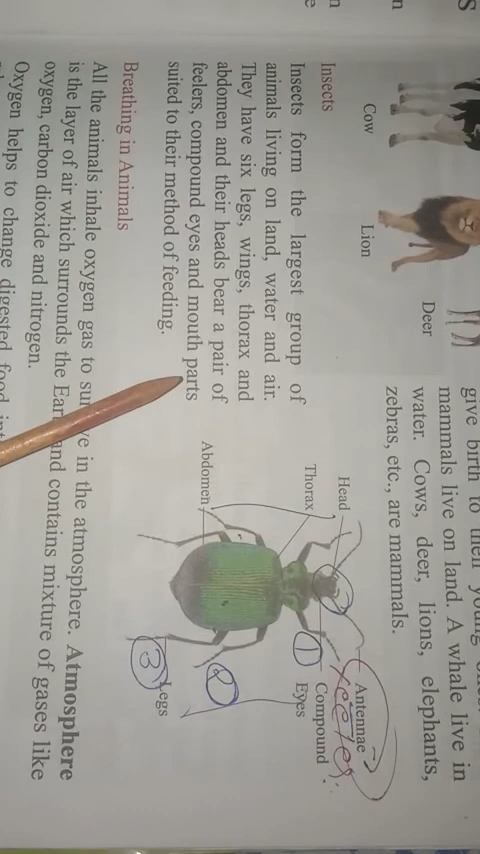 Cow
Lion
Deer
give birth to their young
mammals live on land. A whale live in
water. Cows, deer, lions, elephants,
zebras, etc., are mammals.
Insects
Insects form the largest group of
animals living on land, water and air.
They have six legs, wings, thorax and
abdomen and their heads bear a pair of
feelers, compound eyes and mouth parts
suited to their method of feeding.
Head
Thorax
Abdomen
Antennae
Compound
Eyes
Legs
1
2
3
Breathing in Animals
All the animals inhale oxygen gas to in the atmosphere. Atmosphere
is the layer of air which surrounds the and contains mixture of gases like
oxygen, carbon dioxide and nitrogen.
Oxygen helps to change digested food